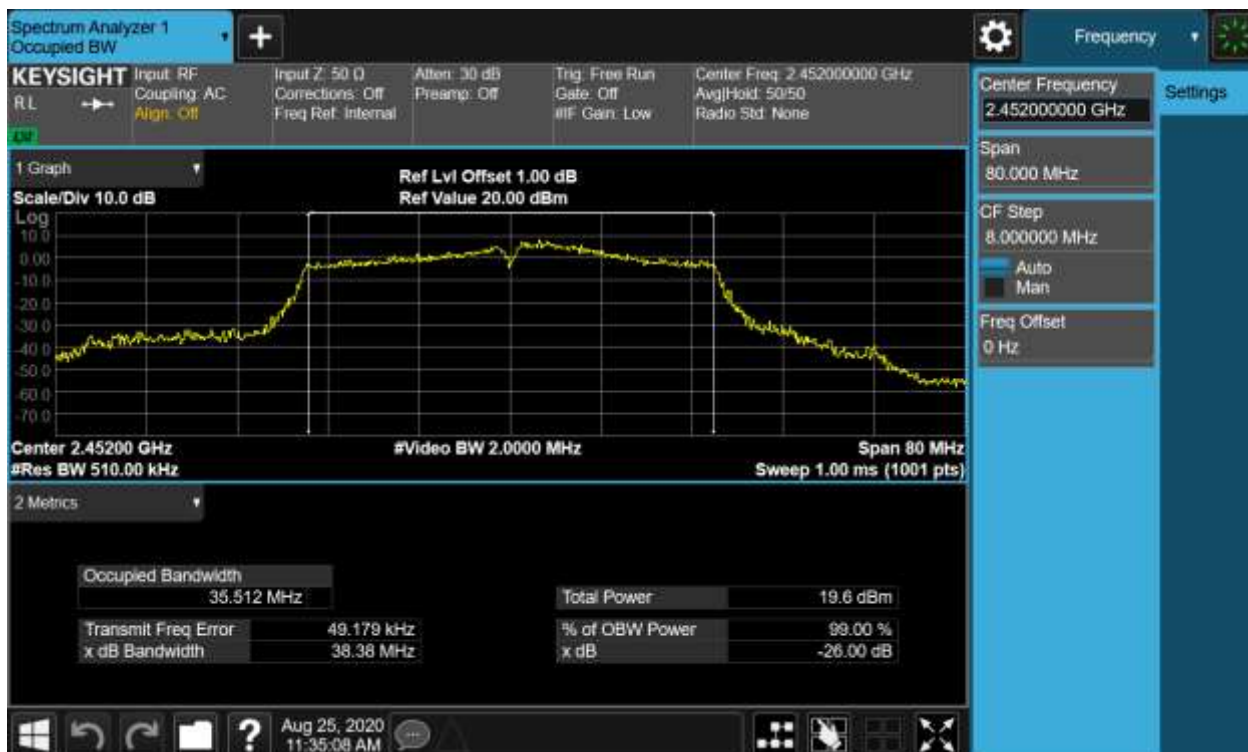 Spectrum Analyzer 1
Occupied BW
+
Frequency
KEYSIGHT
RL
Input: RF
Coupling: AC
Align: Off
Input Z: 50 Ω
Corrections: Off
Freq Ref: Internal
Atten: 30 dB
Preamp: Off
Trig: Free Run
Gate: Off
#IF Gain: Low
Center Freq: 2.452000000 GHz
Avg|Hold: 50/50
Radio Std: None
Center Frequency
2.452000000 GHz
Settings
Span
80.000 MHz
CF Step
8.000000 MHz
Auto
Man
Freq Offset
0 Hz
1 Graph
Scale/Div 10.0 dB
Ref Lvl Offset 1.00 dB
Ref Value 20.00 dBm
Log
10.0
0.00
-10.0
-20.0
-30.0
-40.0
-50.0
-60.0
-70.0
Center 2.45200 GHz
#Video BW 2.0000 MHz
Span 80 MHz
#Res BW 510.00 kHz
Sweep 1.00 ms (1001 pts)
2 Metrics
Occupied Bandwidth
35.512 MHz
Total Power 19.6 dBm
Transmit Freq Error 49.179 kHz
% of OBW Power 99.00 %
x dB Bandwidth 38.38 MHz
x dB -26.00 dB
?
Aug 25, 2020
11:35:08 AM